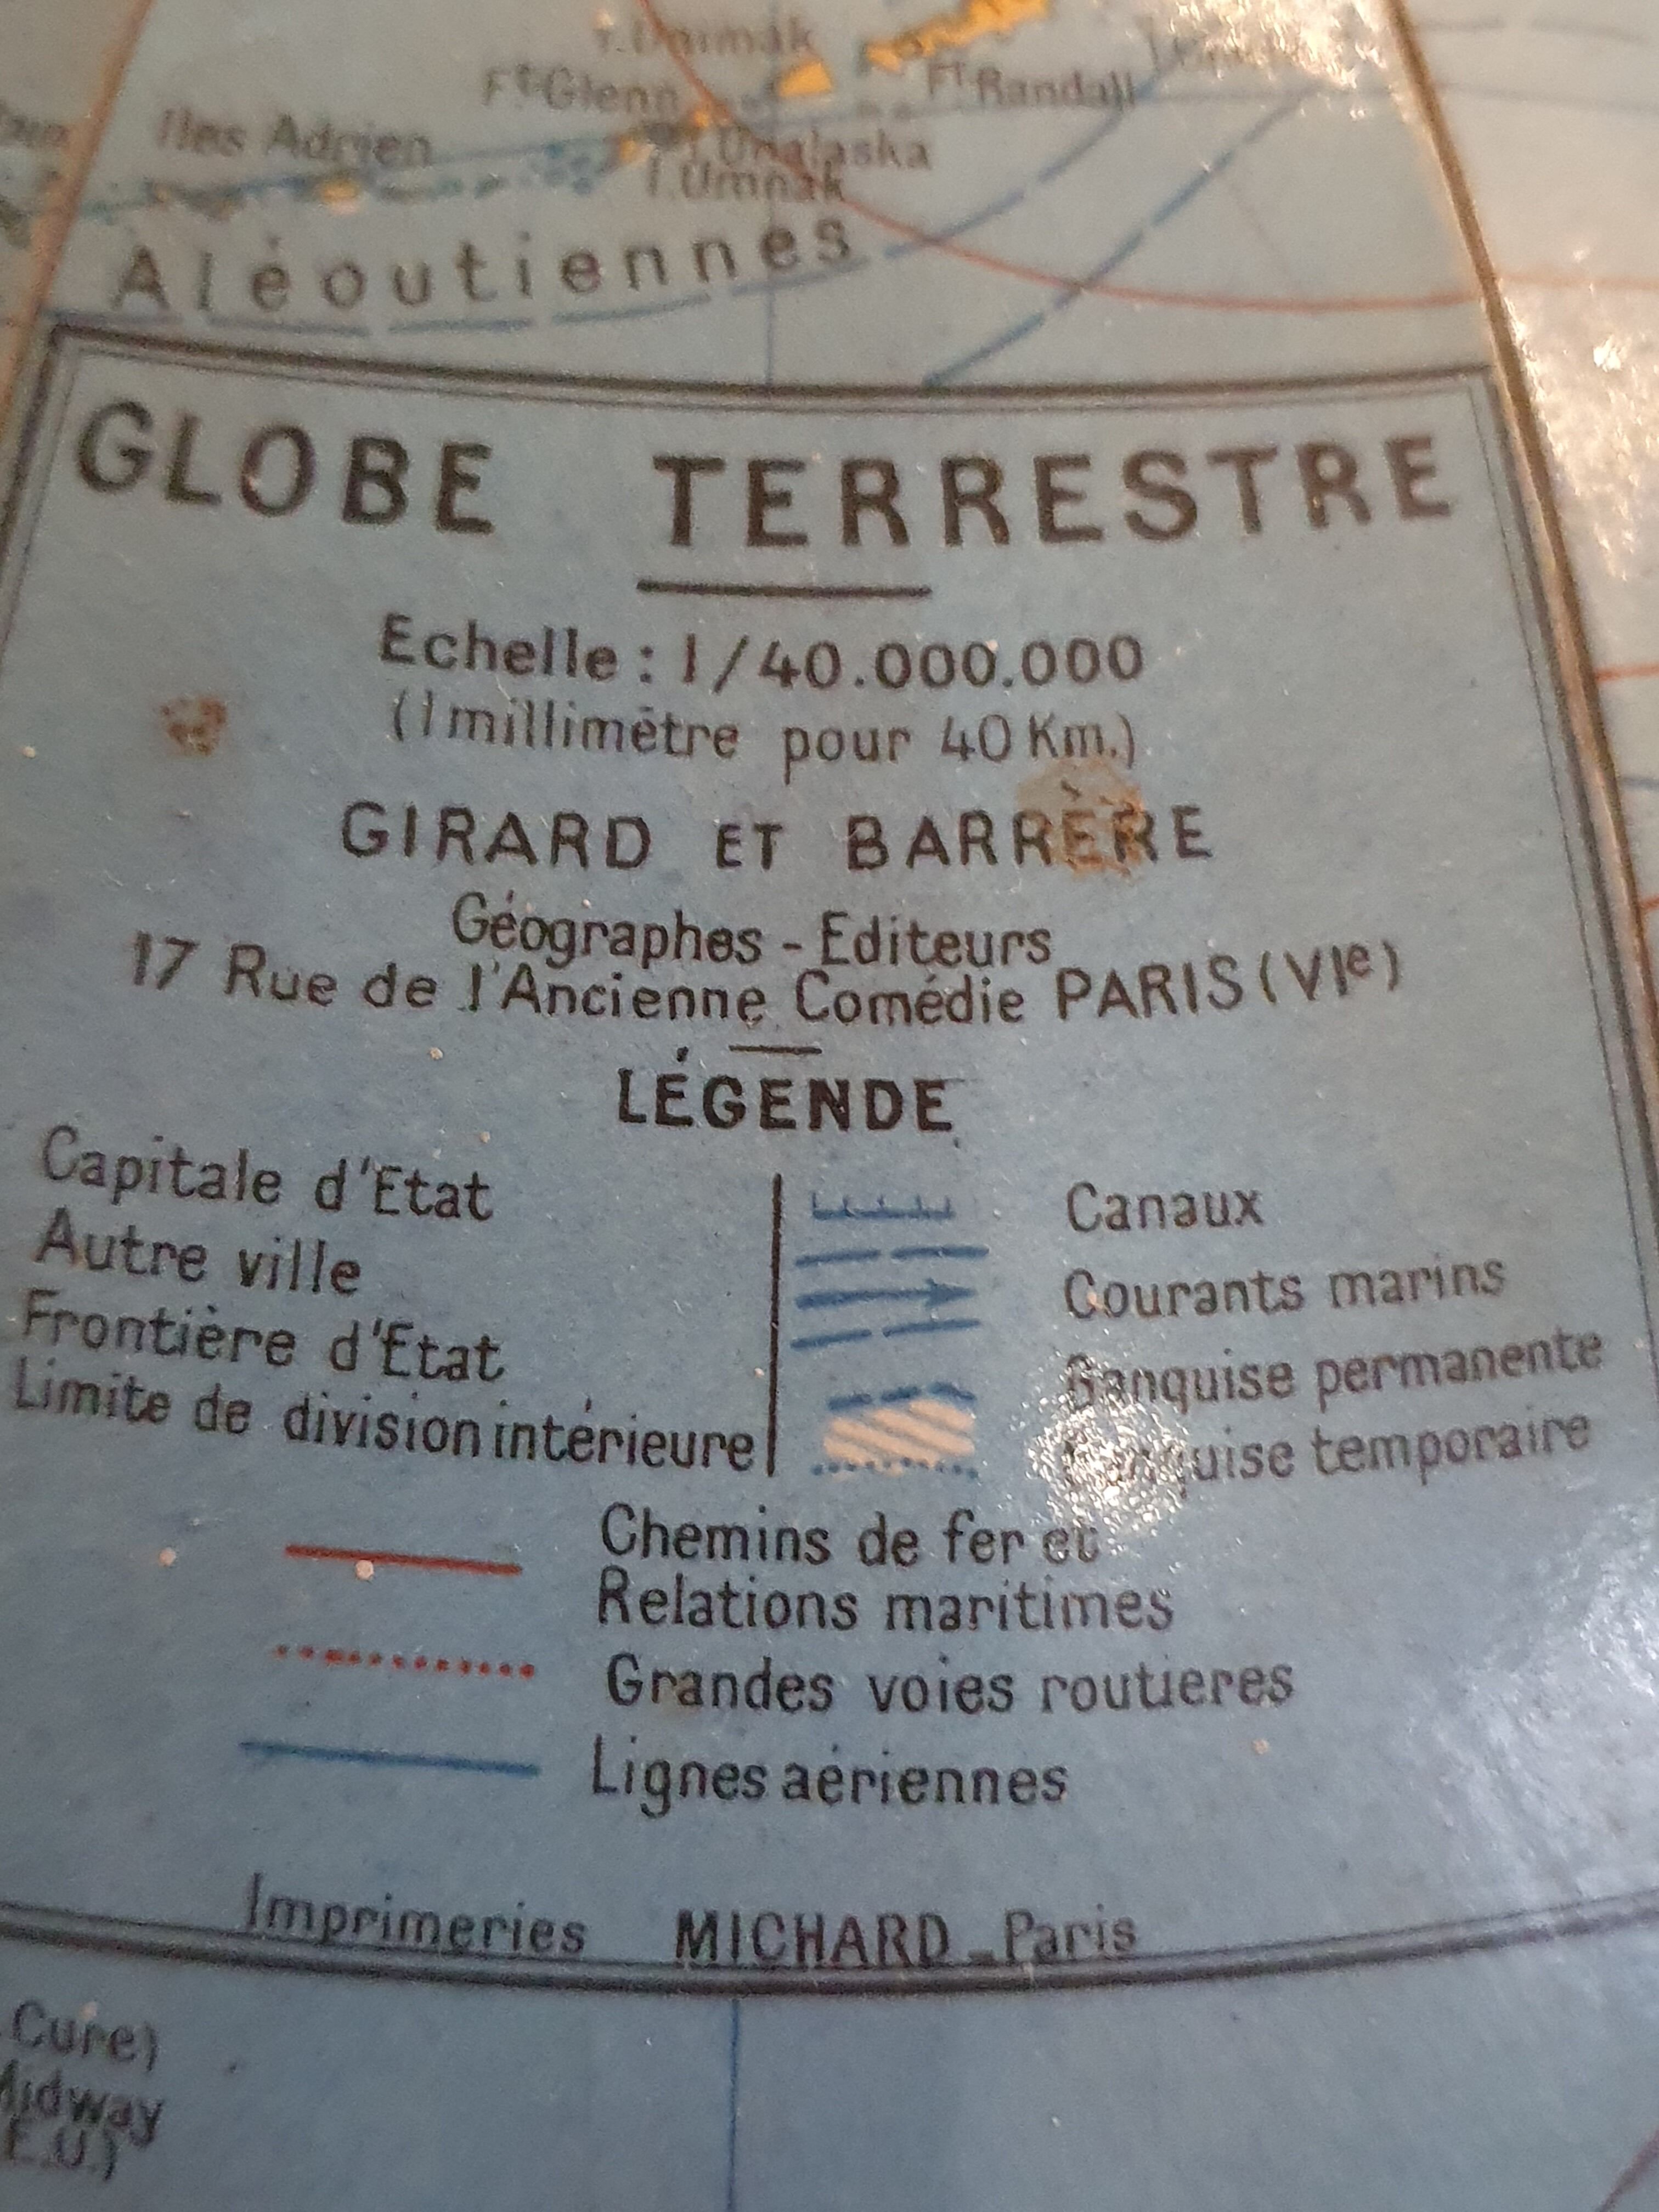 I. Unimak
Ft Glenn
Ft Randall
Iles Adrien
I. Unalaska
I. Umnak
Aléoutiennes
GLOBE TERRESTRE
Echelle : 1/40.000.000
(1 millimètre pour 40 Km.)
GIRARD ET BARRÈRE
Géographes - Editeurs
17 Rue de l'Ancienne Comédie PARIS (VIe)
LÉGENDE
Capitale d'Etat
Autre ville
Frontière d'Etat
Limite de division intérieure
Canaux
Courants marins
Banquise permanente
Banquise temporaire
Chemins de fer et
Relations maritimes
Grandes voies routieres
Lignes aériennes
Imprimeries MICHARD _ Paris
Cure)
Midway
E.U.)